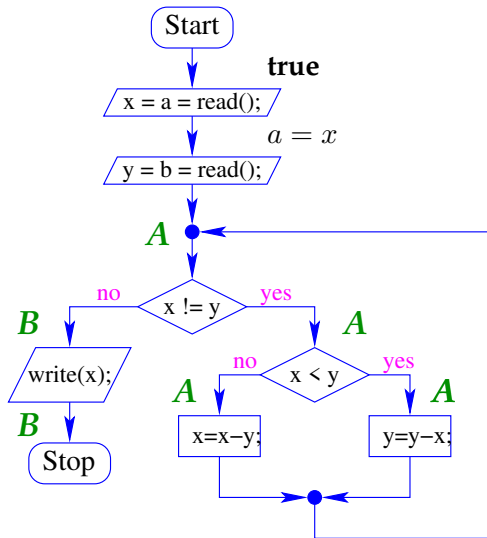 Start
true
x = a = read();
a = x
y = b = read();
A
no
x != y
yes
B
A
write(x);
no
x < y
yes
A
A
B
x=x−y;
y=y−x;
Stop